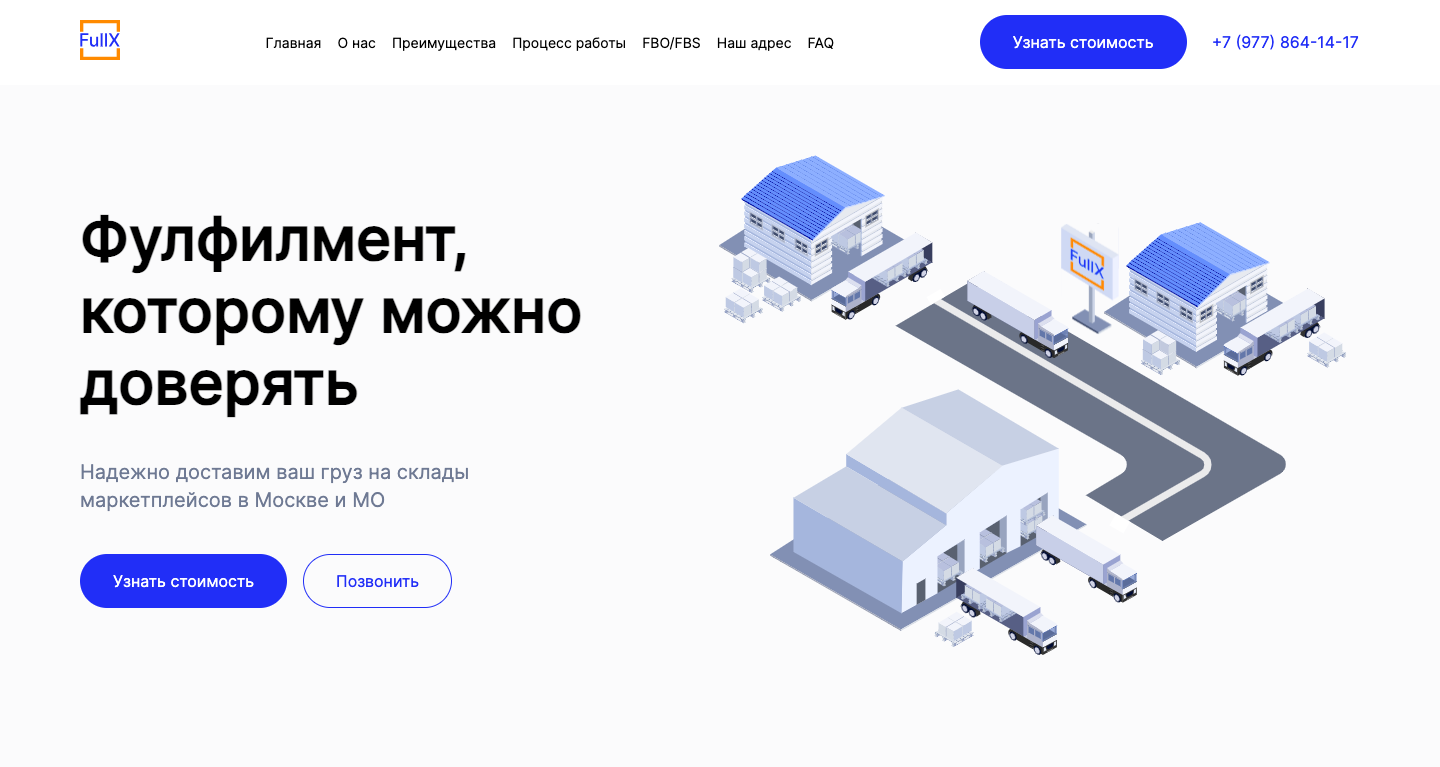 FullX
Главная О нас Преимущества Процесс работы FBO/FBS Наш адрес FAQ
Узнать стоимость
+7 (977) 864-14-17
Фулфилмент,
которому можно
доверять
Надежно доставим ваш груз на склады
маркетплейсов в Москве и МО
Узнать стоимость
Позвонить
FullX